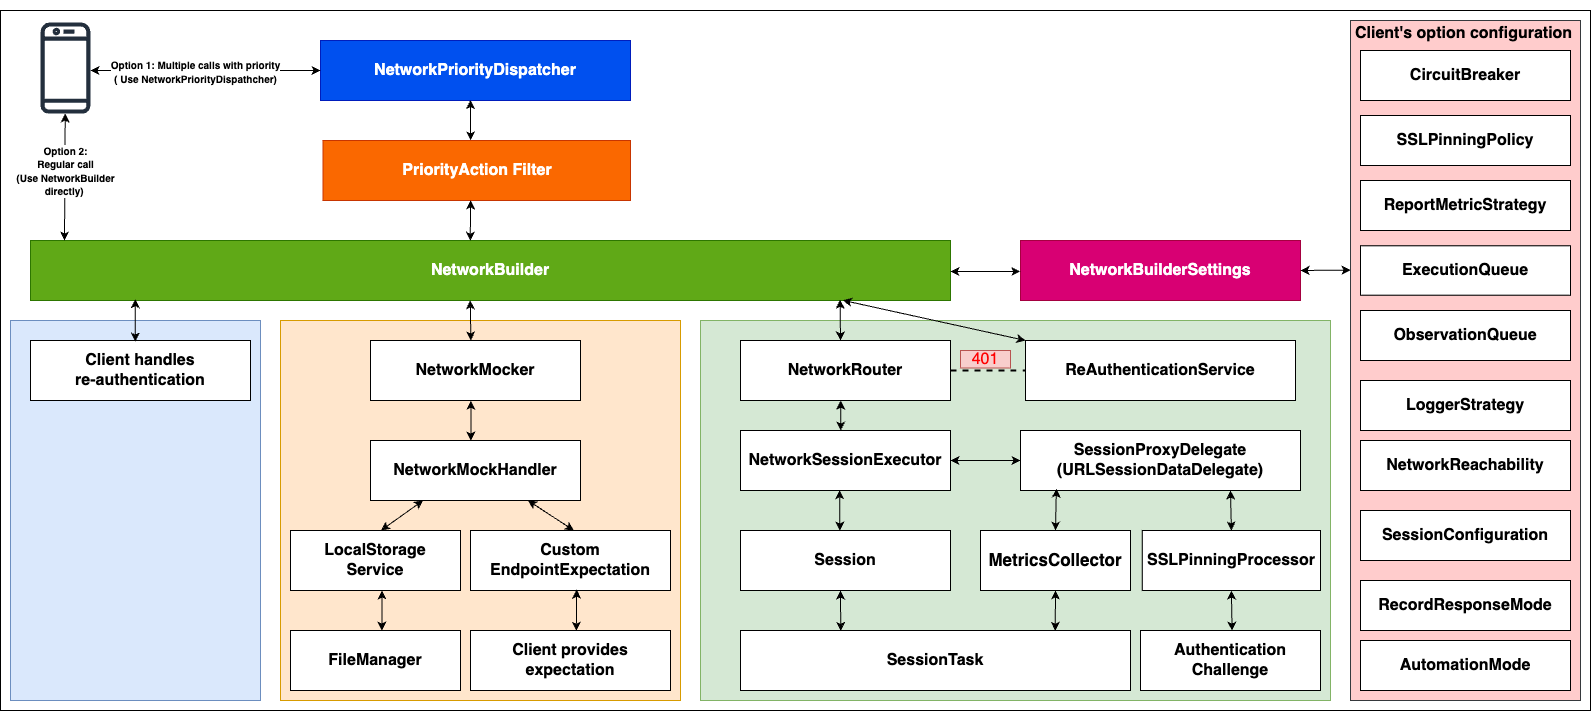 Client's option configuration
Option 1: Multiple calls with priority
( Use NetworkPriorityDispathcher)
NetworkPriorityDispatcher
CircuitBreaker
Option 2:
Regular call
(Use NetworkBuilder
directly)
PriorityAction Filter
SSLPinningPolicy
ReportMetricStrategy
NetworkBuilder
NetworkBuilderSettings
ExecutionQueue
ObservationQueue
Client handles
re-authentication
NetworkMocker
NetworkRouter
401
ReAuthenticationService
LoggerStrategy
NetworkMockHandler
NetworkSessionExecutor
SessionProxyDelegate
(URLSessionDataDelegate)
NetworkReachability
LocalStorage
Service
Custom
EndpointExpectation
Session
MetricsCollector
SSLPinningProcessor
SessionConfiguration
RecordResponseMode
FileManager
Client provides
expectation
SessionTask
Authentication
Challenge
AutomationMode